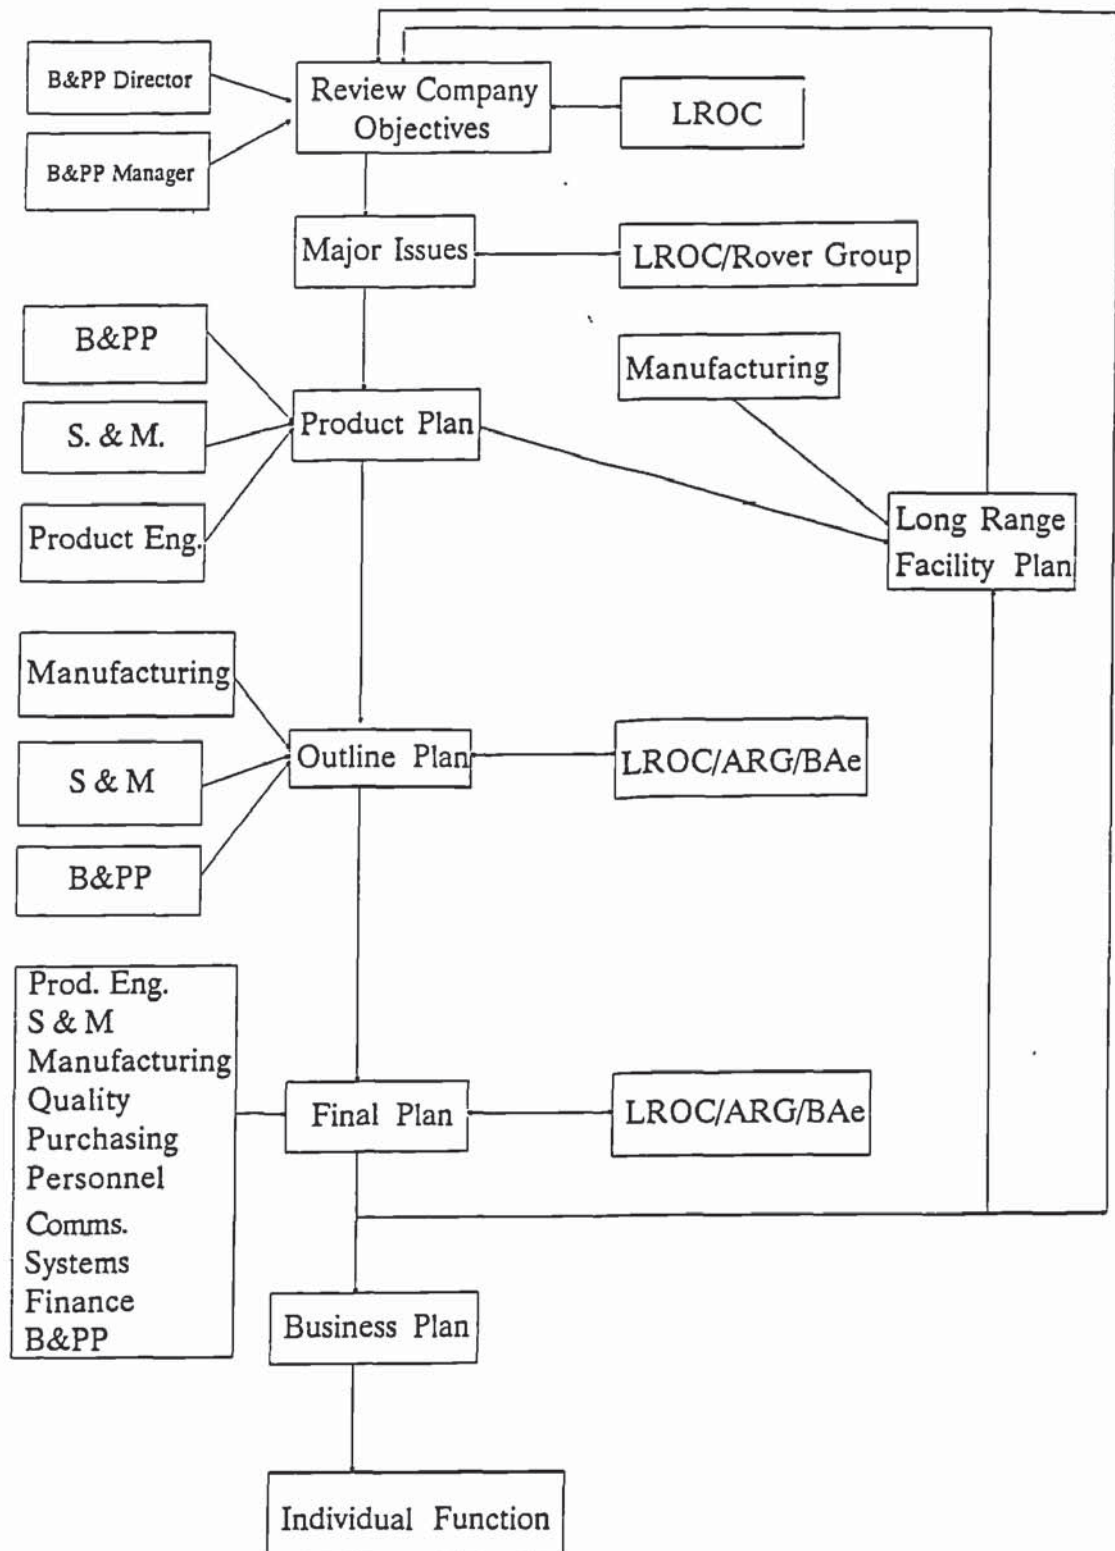 B&PP Director
Review Company
Objectives
LROC
B&PP Manager
Major Issues
LROC/Rover Group
B&PP
Manufacturing
S. & M.
Product Plan
Product Eng.
Long Range
Facility Plan
Manufacturing
Outline Plan
LROC/ARG/BAe
S & M
B&PP
Prod. Eng.
S & M
Manufacturing
Quality
Purchasing
Personnel
Comms.
Systems
Finance
B&PP
Final Plan
LROC/ARG/BAe
Business Plan
Individual Function